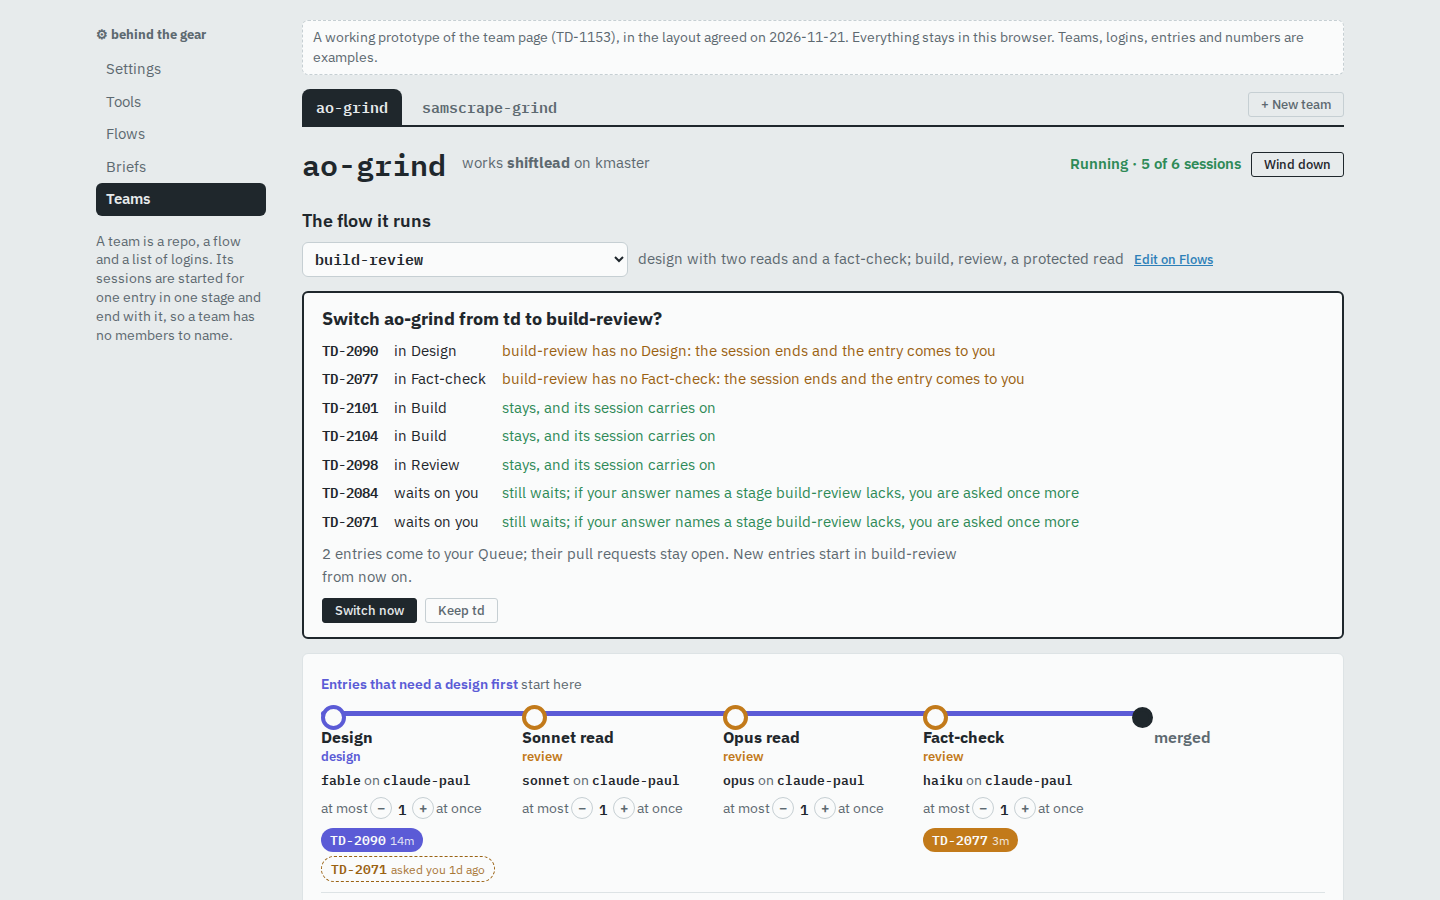 ⚙ behind the gear
Settings
Tools
Flows
Briefs
Teams
A team is a repo, a flow
and a list of logins. Its
sessions are started for
one entry in one stage and
end with it, so a team has
no members to name.
A working prototype of the team page (TD-1153), in the layout agreed on 2026-11-21. Everything stays in this browser. Teams, logins, entries and numbers are
examples.
ao-grind samscrape-grind + New team
ao-grind works shiftlead on kmaster Running · 5 of 6 sessions Wind down
The flow it runs
build-review design with two reads and a fact-check; build, review, a protected read Edit on Flows
Switch ao-grind from td to build-review?
TD-2090 in Design build-review has no Design: the session ends and the entry comes to you
TD-2077 in Fact-check build-review has no Fact-check: the session ends and the entry comes to you
TD-2101 in Build stays, and its session carries on
TD-2104 in Build stays, and its session carries on
TD-2098 in Review stays, and its session carries on
TD-2084 waits on you still waits; if your answer names a stage build-review lacks, you are asked once more
TD-2071 waits on you still waits; if your answer names a stage build-review lacks, you are asked once more
2 entries come to your Queue; their pull requests stay open. New entries start in build-review
from now on.
Switch now Keep td
Entries that need a design first start here
Design Sonnet read Opus read Fact-check merged
design review review review
fable on claude-paul sonnet on claude-paul opus on claude-paul haiku on claude-paul
at most − 1 + at once at most − 1 + at once at most − 1 + at once at most − 1 + at once
TD-2090 14m TD-2077 3m
TD-2071 asked you 1d ago